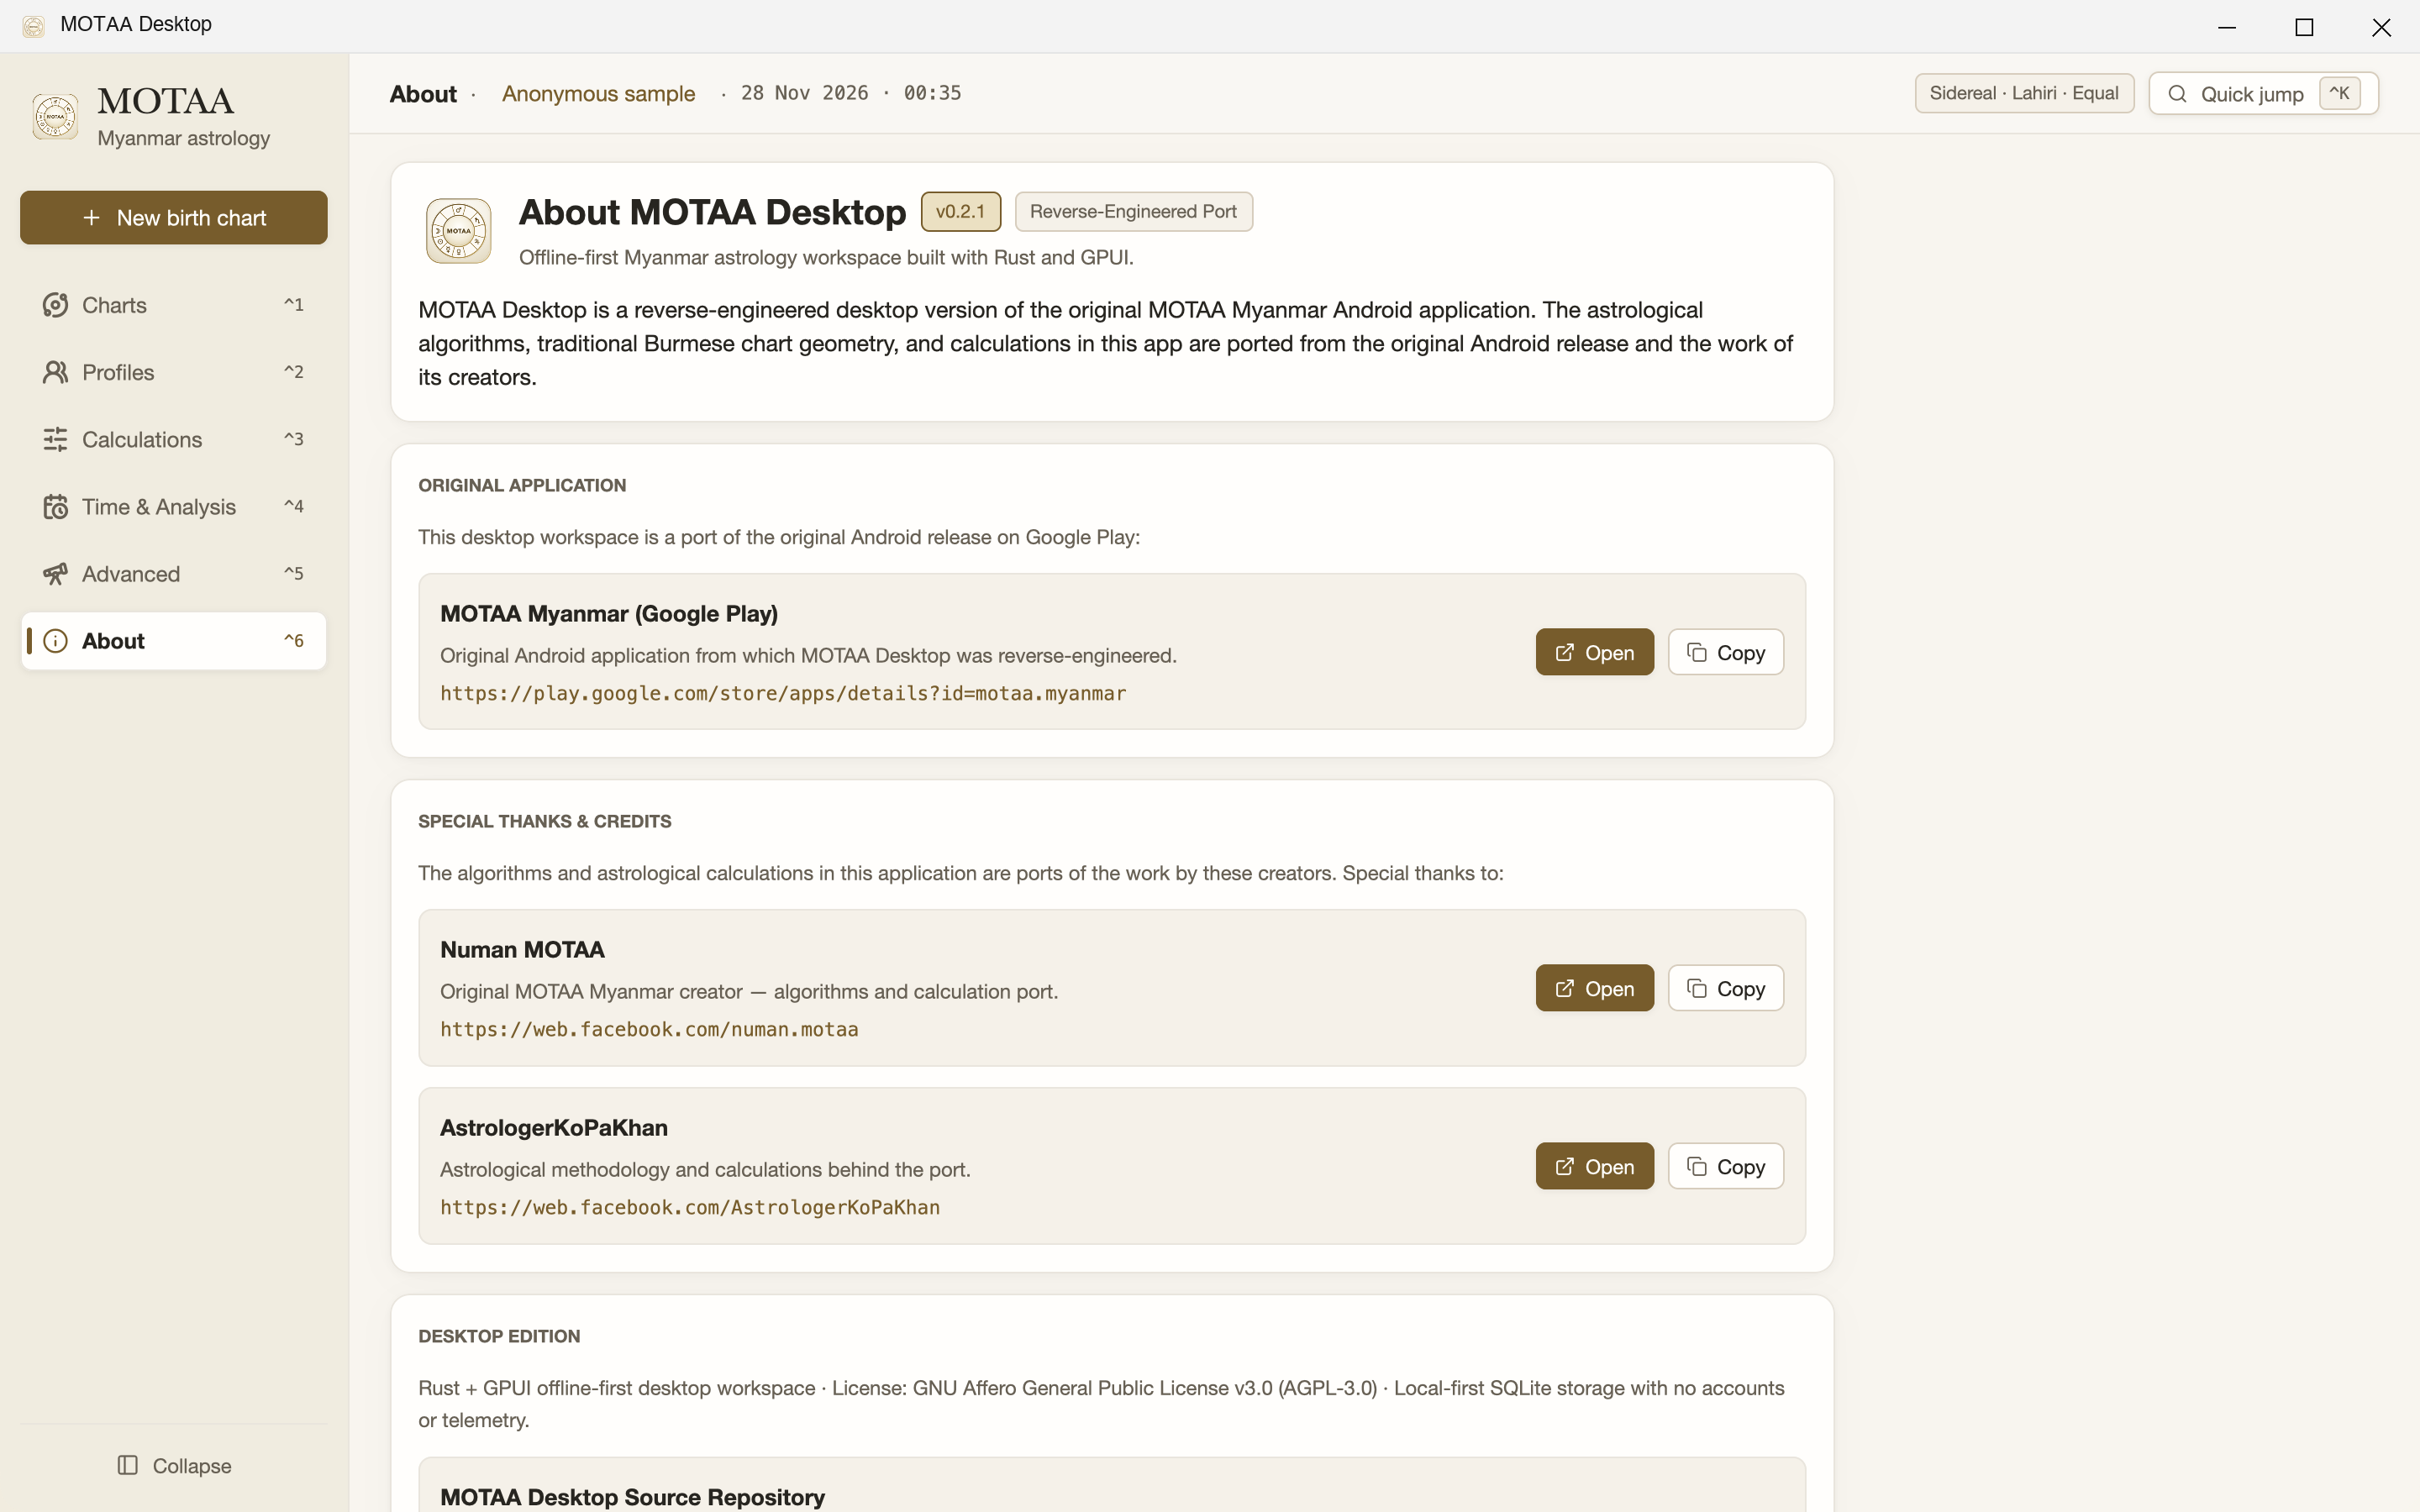 MOTAA Desktop
MOTAA
Myanmar astrology
New birth chart
Charts ^1
Profiles ^2
Calculations ^3
Time & Analysis ^4
Advanced ^5
About ^6
Collapse
About · Anonymous sample · 28 Nov 2026 · 00:35
Sidereal · Lahiri · Equal
Quick jump ^K
MOTAA
About MOTAA Desktop v0.2.1 Reverse-Engineered Port
Offline-first Myanmar astrology workspace built with Rust and GPUI.
MOTAA Desktop is a reverse-engineered desktop version of the original MOTAA Myanmar Android application. The astrological
algorithms, traditional Burmese chart geometry, and calculations in this app are ported from the original Android release and the work of
its creators.
ORIGINAL APPLICATION
This desktop workspace is a port of the original Android release on Google Play:
MOTAA Myanmar (Google Play)
Original Android application from which MOTAA Desktop was reverse-engineered.
https://play.google.com/store/apps/details?id=motaa.myanmar
Open Copy
SPECIAL THANKS & CREDITS
The algorithms and astrological calculations in this application are ports of the work by these creators. Special thanks to:
Numan MOTAA
Original MOTAA Myanmar creator — algorithms and calculation port.
https://web.facebook.com/numan.motaa
Open Copy
AstrologerKoPaKhan
Astrological methodology and calculations behind the port.
https://web.facebook.com/AstrologerKoPaKhan
Open Copy
DESKTOP EDITION
Rust + GPUI offline-first desktop workspace · License: GNU Affero General Public License v3.0 (AGPL-3.0) · Local-first SQLite storage with no accounts
or telemetry.
MOTAA Desktop Source Repository